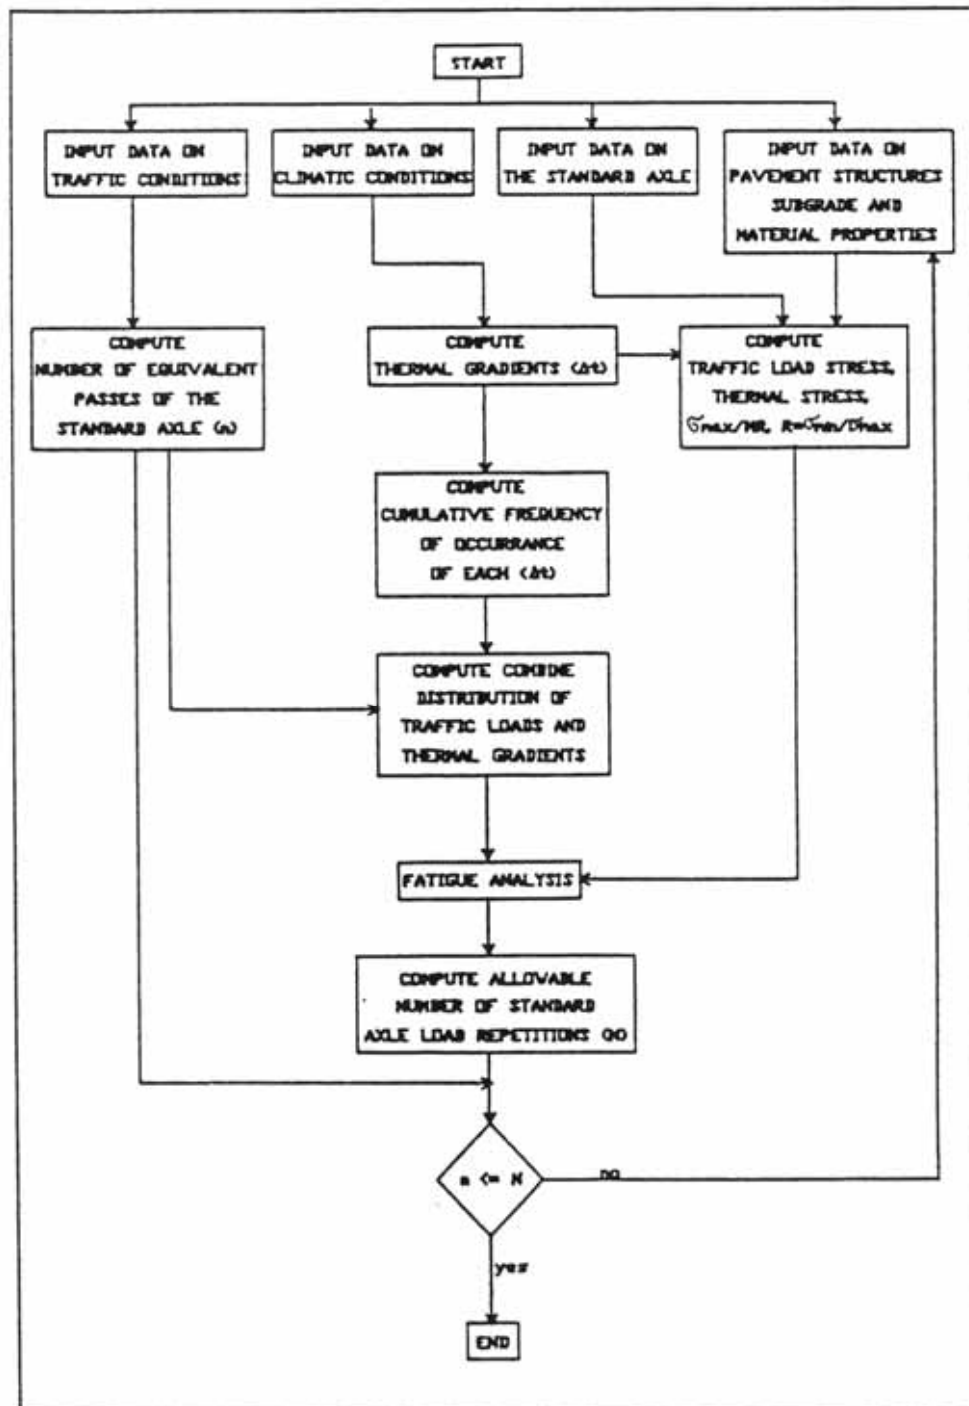 START
INPUT DATA ON
TRAFFIC CONDITIONS
INPUT DATA ON
CLIMATIC CONDITIONS
INPUT DATA ON
THE STANDARD AXLE
INPUT DATA ON
PAVEMENT STRUCTURES
SUBGRADE AND
MATERIAL PROPERTIES
COMPUTE
NUMBER OF EQUIVALENT
PASSES OF THE
STANDARD AXLE (n)
COMPUTE
THERMAL GRADIENTS (Δt)
COMPUTE
TRAFFIC LOAD STRESS,
THERMAL STRESS,
σmax/MR, R=σmin/σmax
COMPUTE
CUMULATIVE FREQUENCY
OF OCCURRANCE
OF EACH (Δt)
COMPUTE COMBINE
DISTRIBUTION OF
TRAFFIC LOADS AND
THERMAL GRADIENTS
FATIGUE ANALYSIS
COMPUTE ALLOWABLE
NUMBER OF STANDARD
AXLE LOAD REPETITIONS (N)
n <= N
no
yes
END